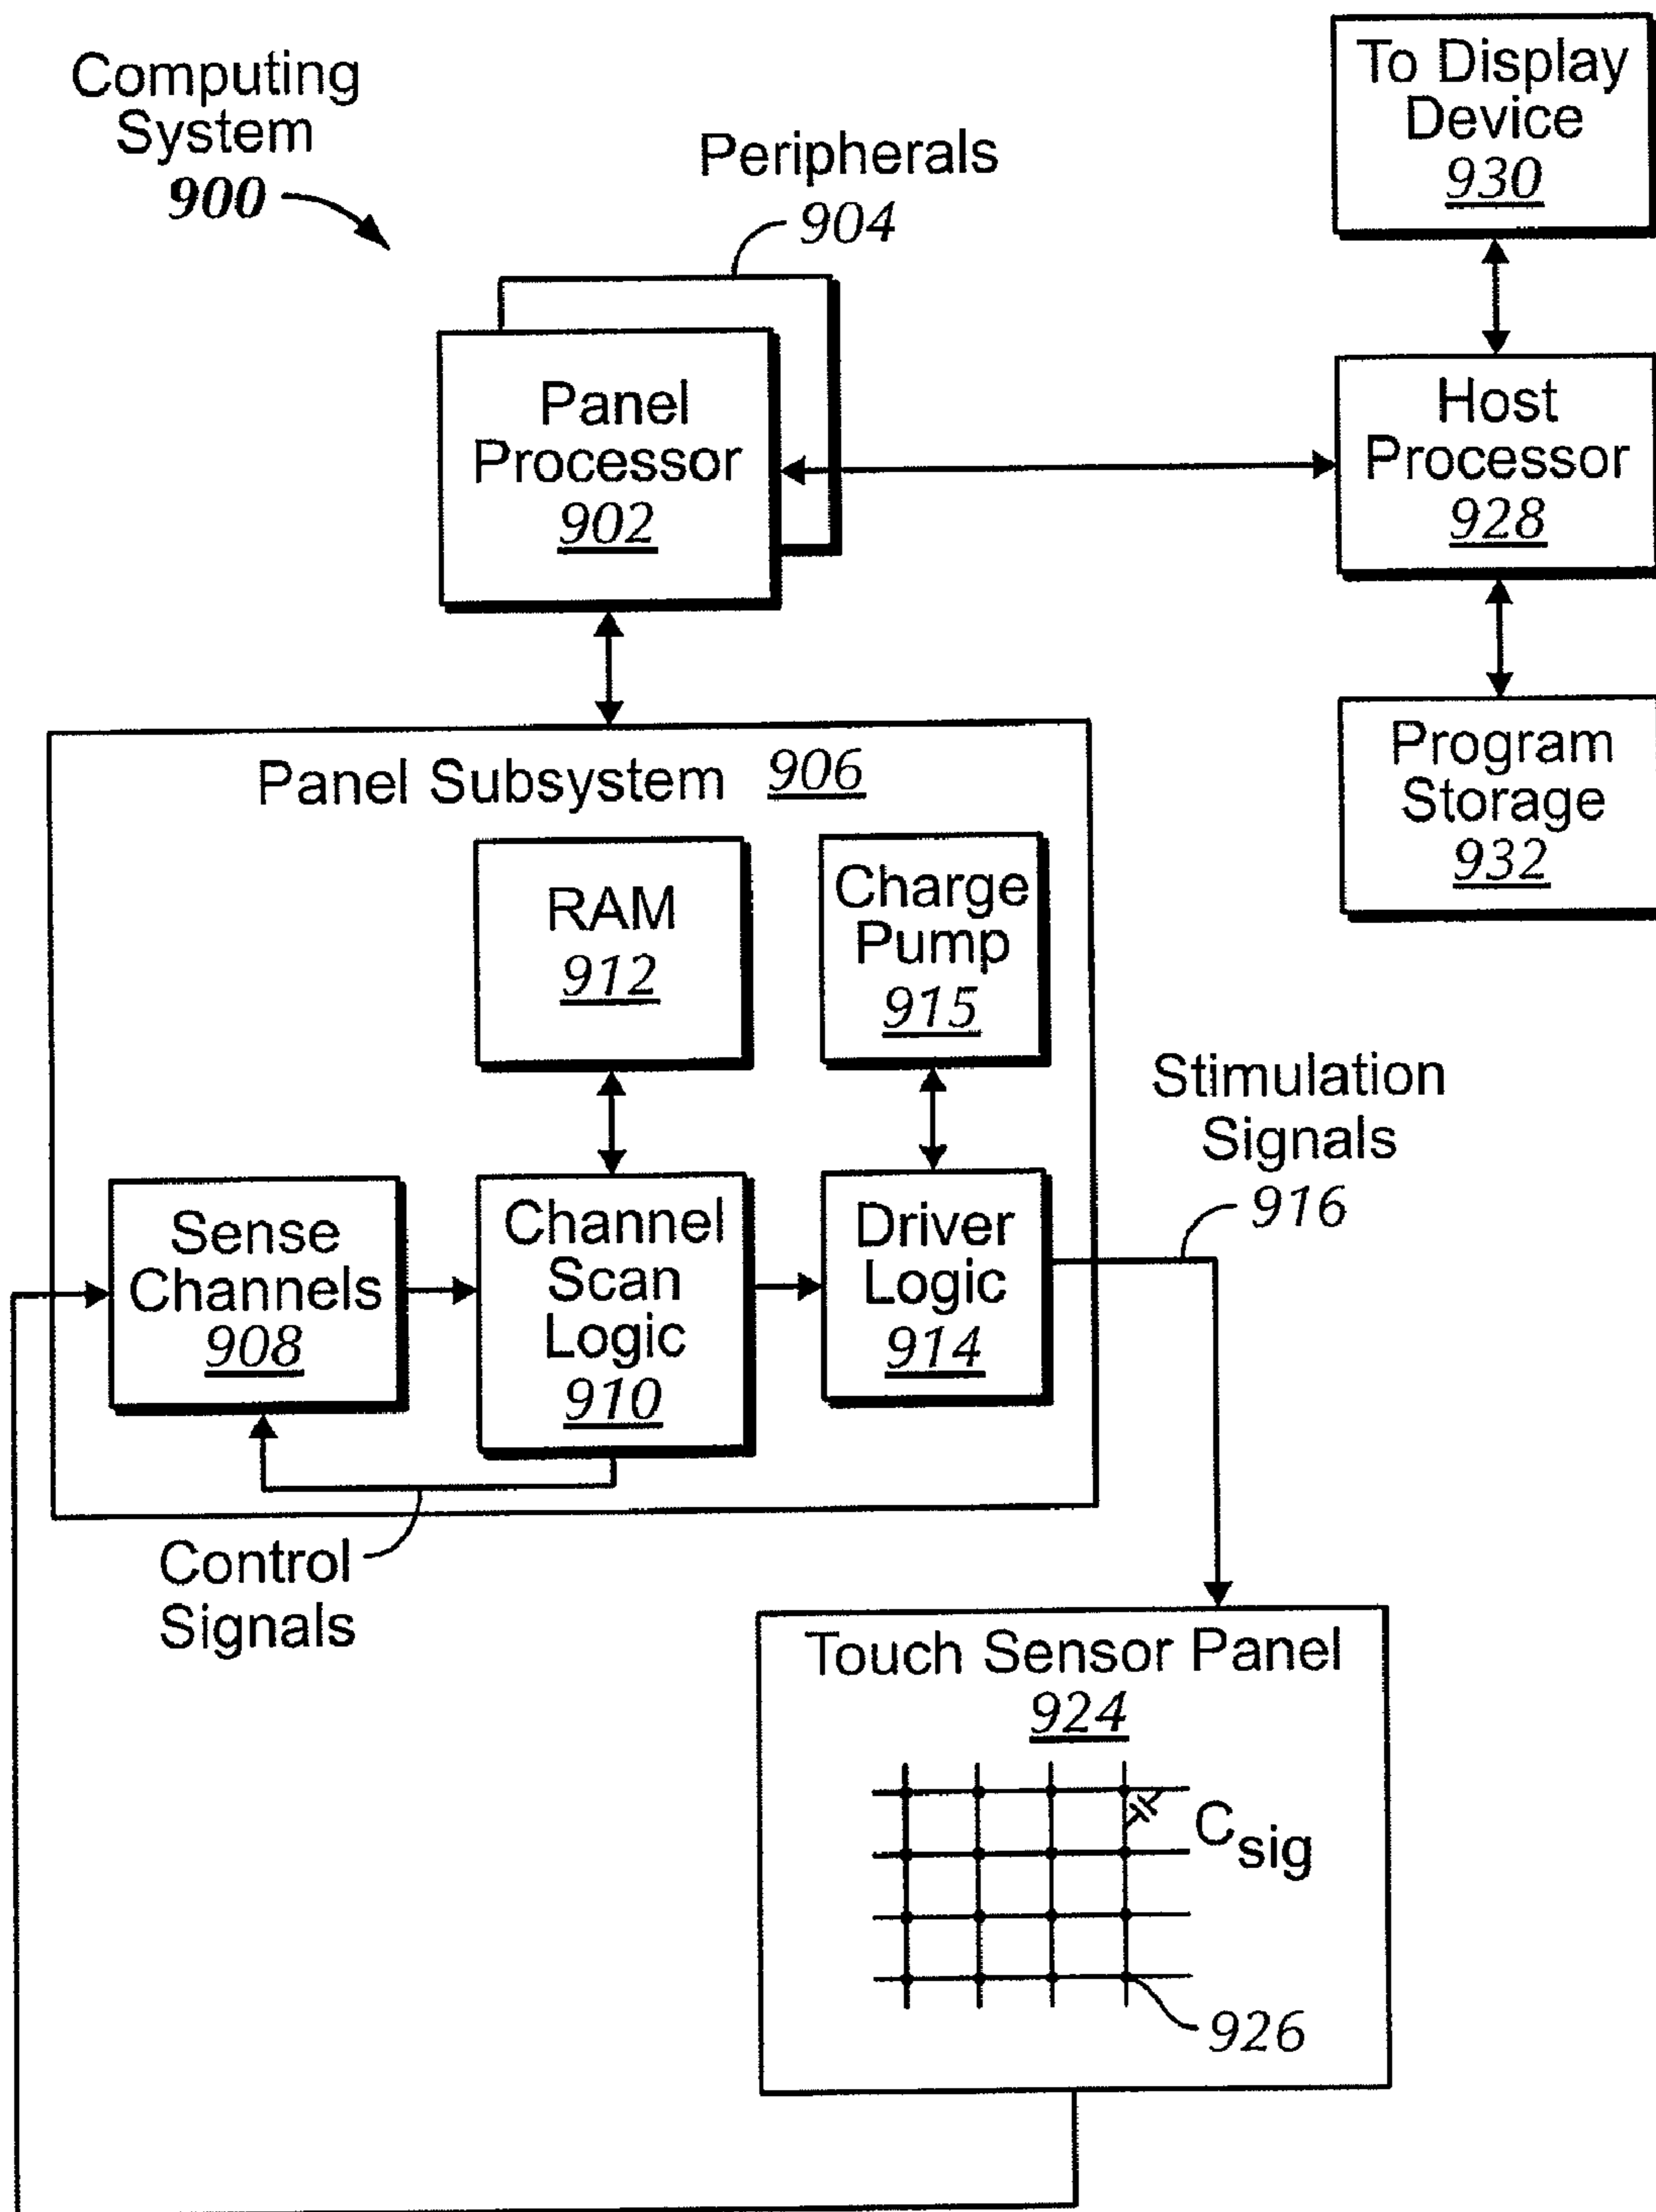 Computing
System
900
Peripherals
904
To Display
Device
930
Panel
Processor
902
Host
Processor
928
Program
Storage
932
Panel Subsystem 906
RAM
912
Charge
Pump
915
Stimulation
Signals
916
Sense
Channels
908
Channel
Scan
Logic
910
Driver
Logic
914
Control
Signals
Touch Sensor Panel
924
Csig
926